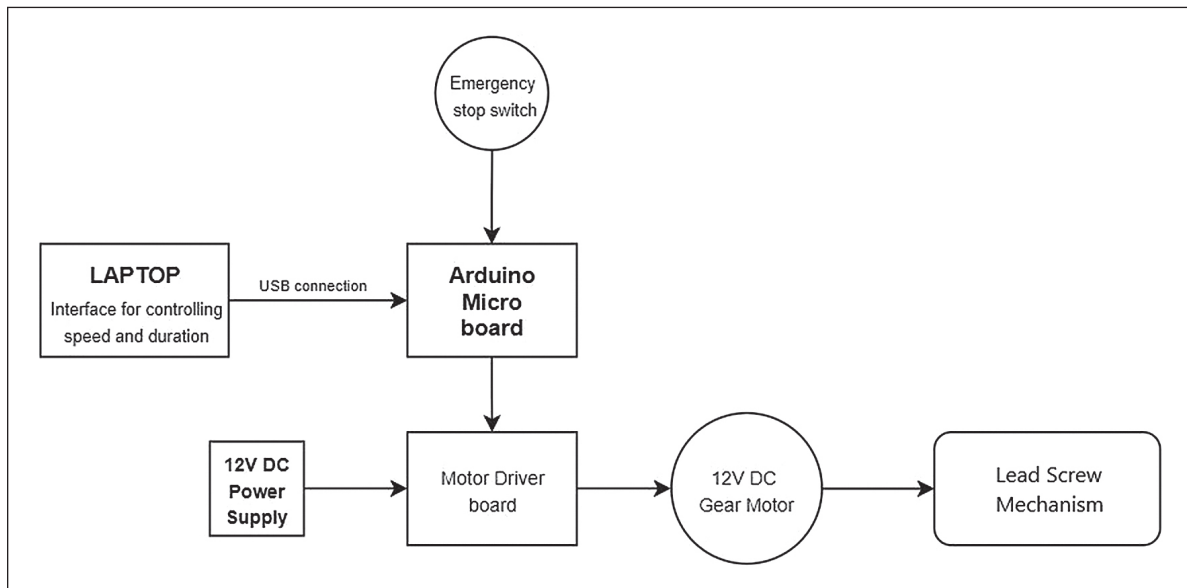 Emergency
stop switch
LAPTOP
Interface for controlling
speed and duration
USB connection
Arduino
Micro
board
12V DC
Power
Supply
Motor Driver
board
12V DC
Gear Motor
Lead Screw
Mechanism